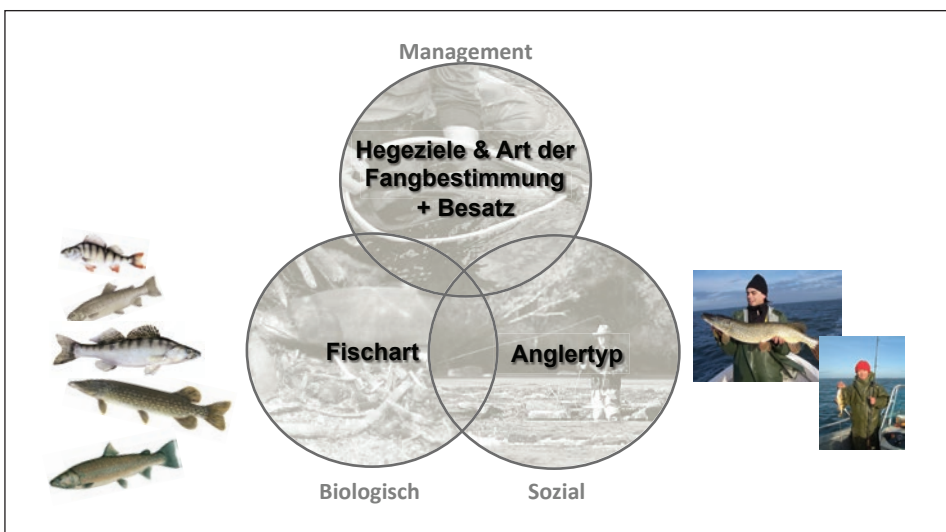 Management
Hegeziele & Art der
Fangbestimmung
+ Besatz
Fischart
Anglertyp
Biologisch
Sozial